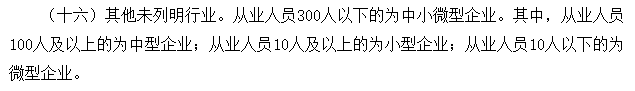 （十六）其他未列明行业。从业人员300人以下的为中小微型企业。其中，从业人员
100人及以上的为中型企业；从业人员10人及以上的为小型企业；从业人员10人以下的为
微型企业。